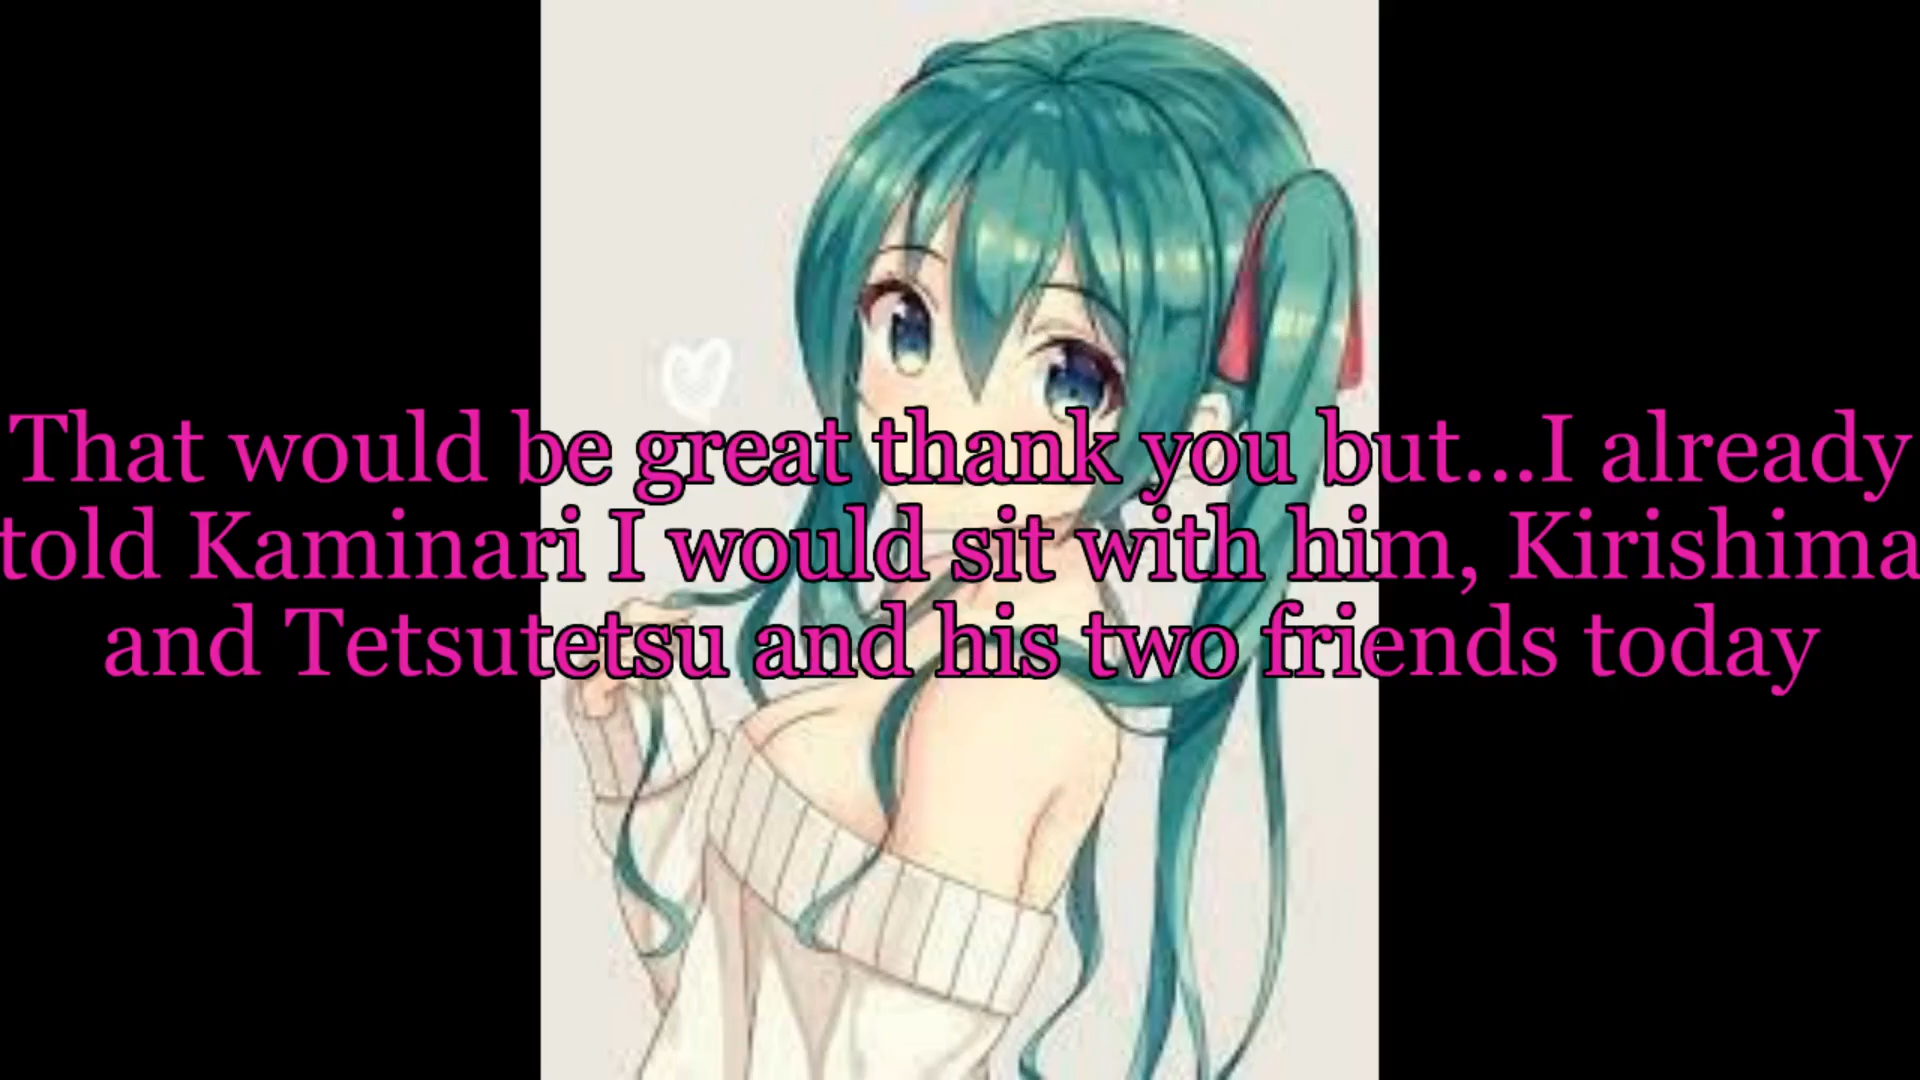 That would be great thank you but...I already
told Kaminari I would sit with him, Kirishima
and Tetsutetsu and his two friends today